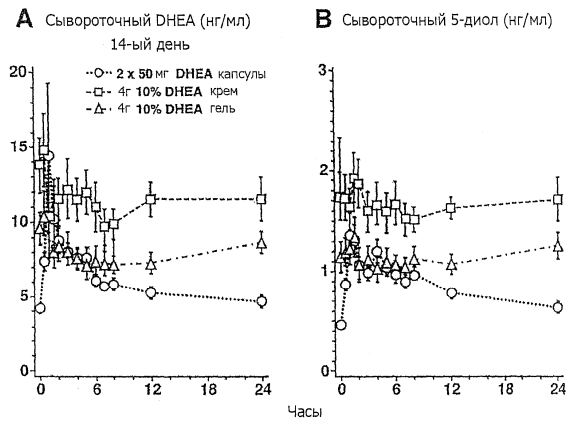 A Сывороточный DHEA (нг/мл)
14-ый день
B Сывороточный 5-диол (нг/мл)
20
15
10
5
0
2 x 50 мг DHEA капсулы
4г 10% DHEA крем
4г 10% DHEA гель
3
2
1
0
0 6 12 18 24
0 6 12 18 24
Часы